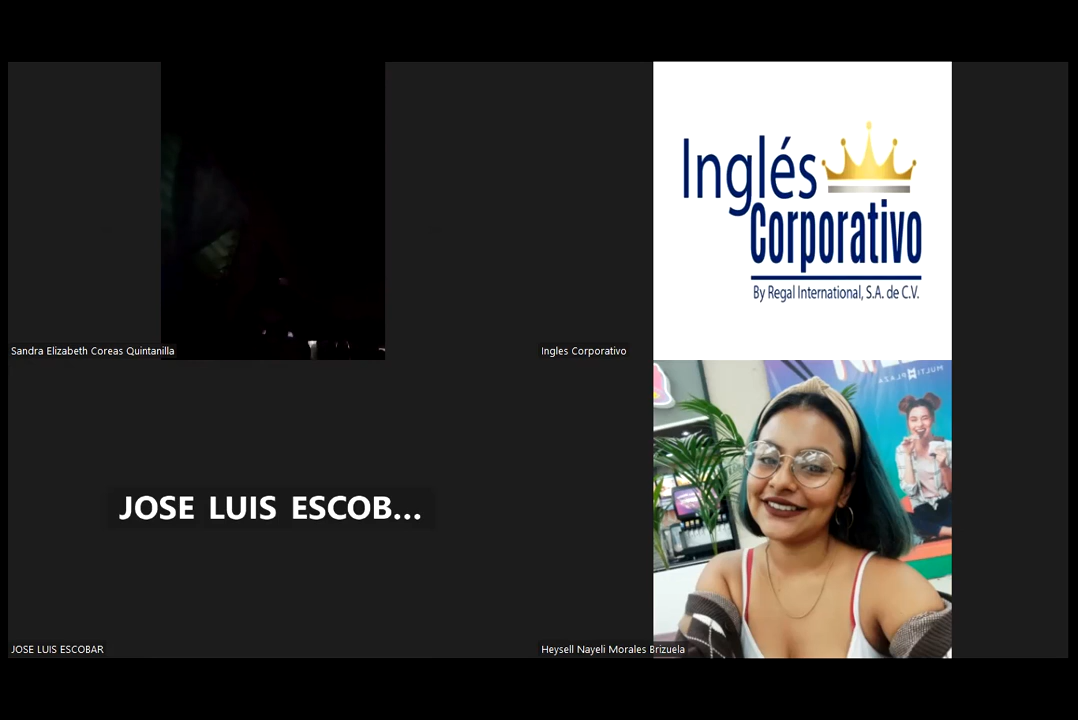 Inglés
Corporativo
By Regal International, S.A. de C.V.
Sandra Elizabeth Coreas Quintanilla
Ingles Corporativo
MULTIPLAZA
JOSE LUIS ESCOB...
JOSE LUIS ESCOBAR
Heysell Nayeli Morales Brizuela